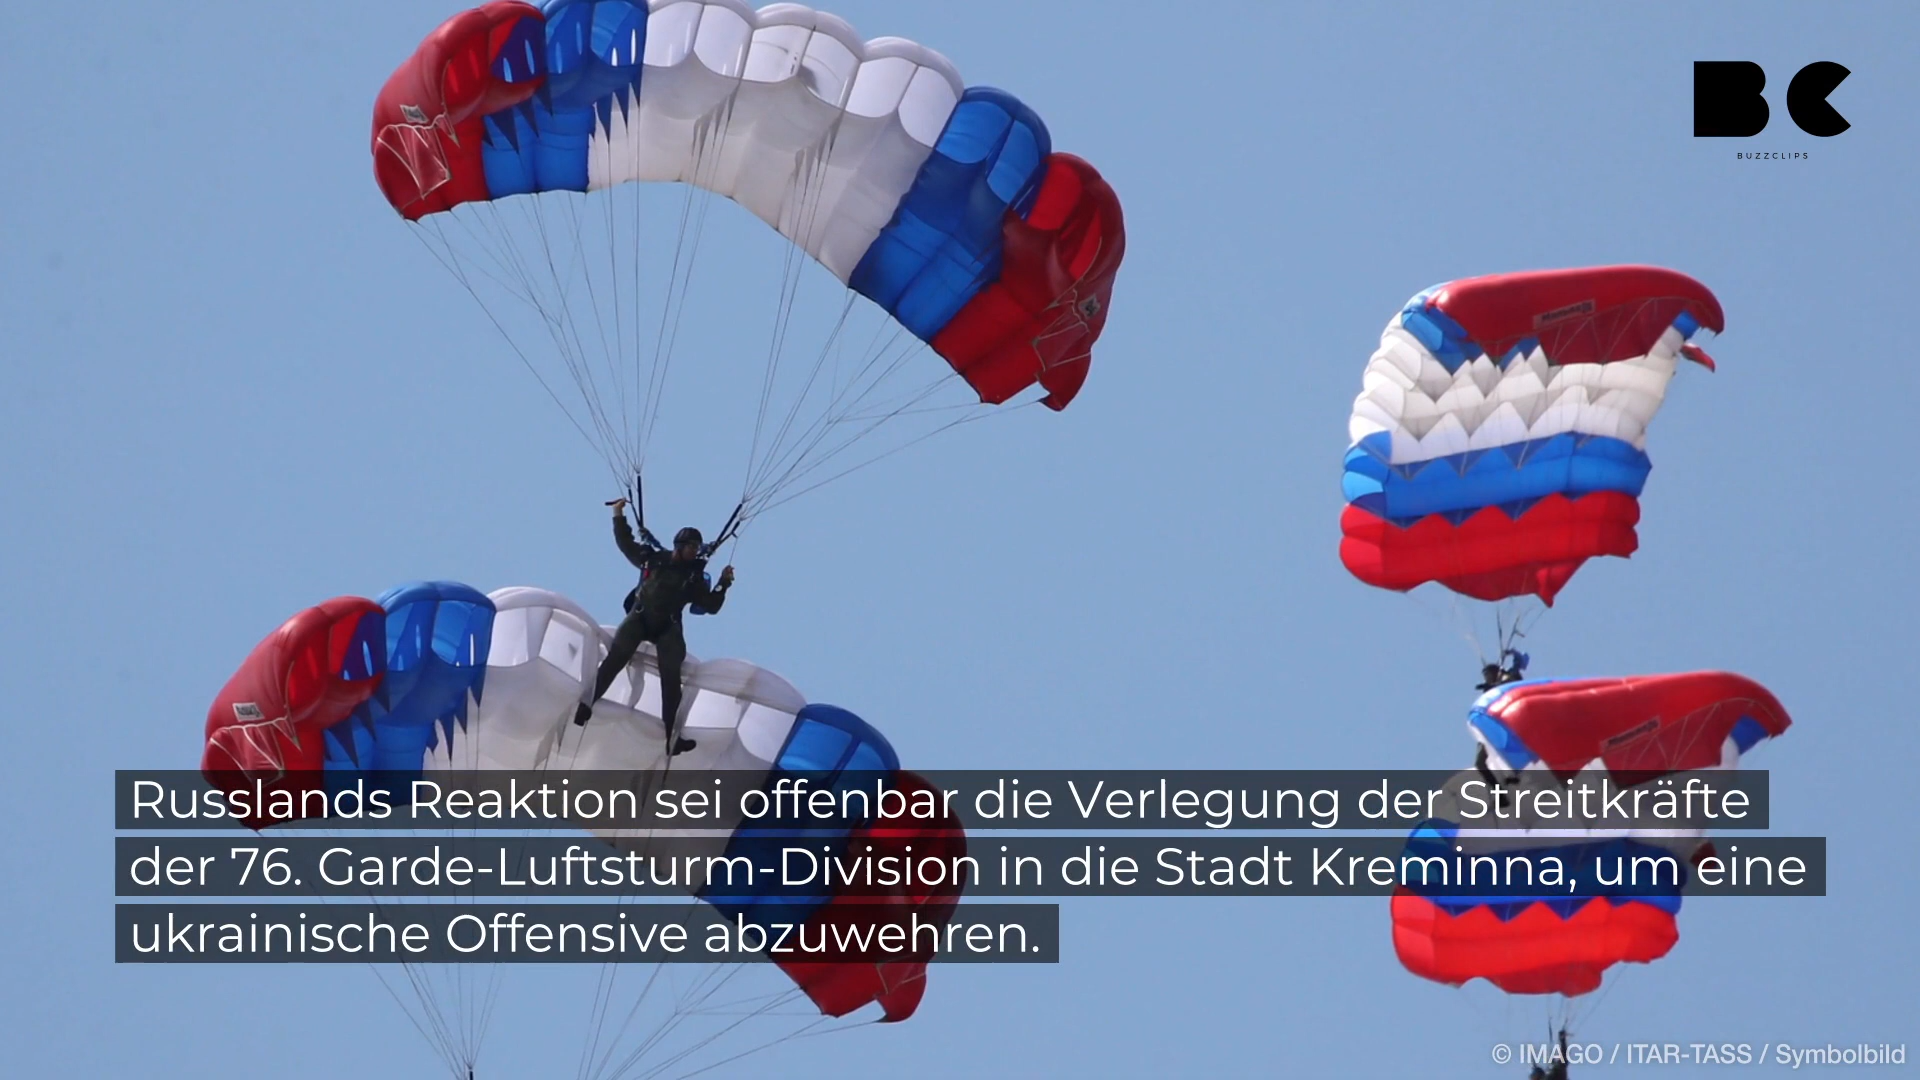 BC
BUZZCLIPS
Russlands Reaktion sei offenbar die Verlegung der Streitkräfte
der 76. Garde-Luftsturm-Division in die Stadt Kreminna, um eine
ukrainische Offensive abzuwehren.
© IMAGO / ITAR-TASS / Symbolbild